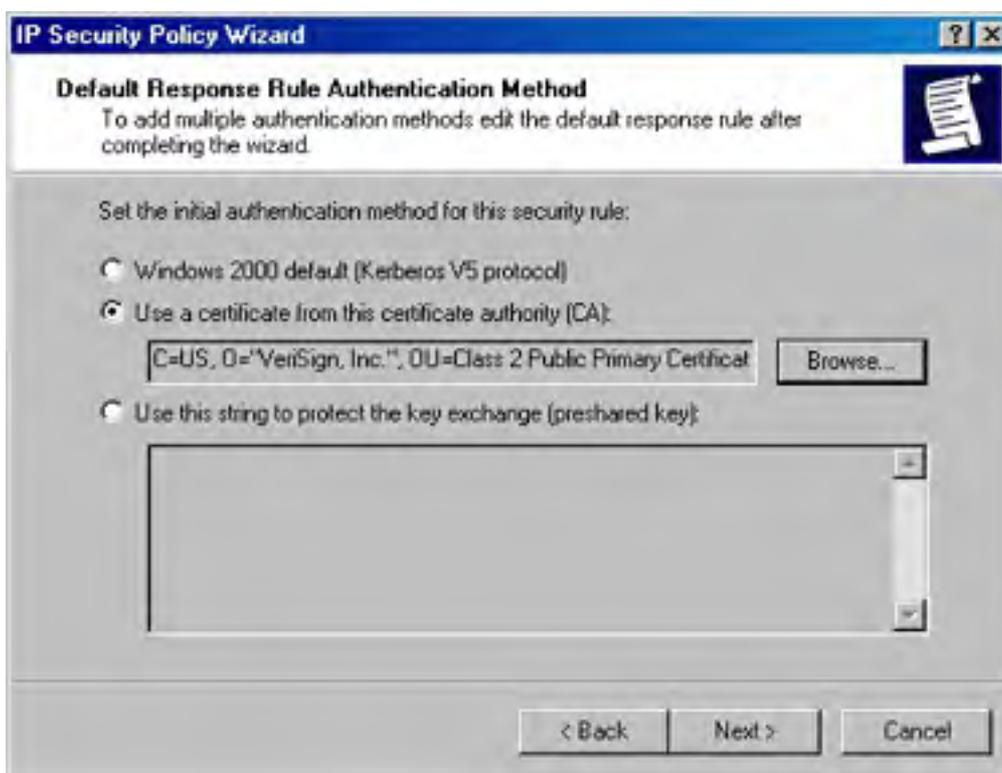 IP Security Policy Wizard
Default Response Rule Authentication Method
To add multiple authentication methods edit the default response rule after
completing the wizard.
Set the initial authentication method for this security rule:
Windows 2000 default (Kerberos V5 protocol)
Use a certificate from this certificate authority (CA):
C=US, O="VeriSign, Inc.", OU=Class 2 Public Primary Certificat
Browse...
Use this string to protect the key exchange (preshared key):
< Back Next > Cancel